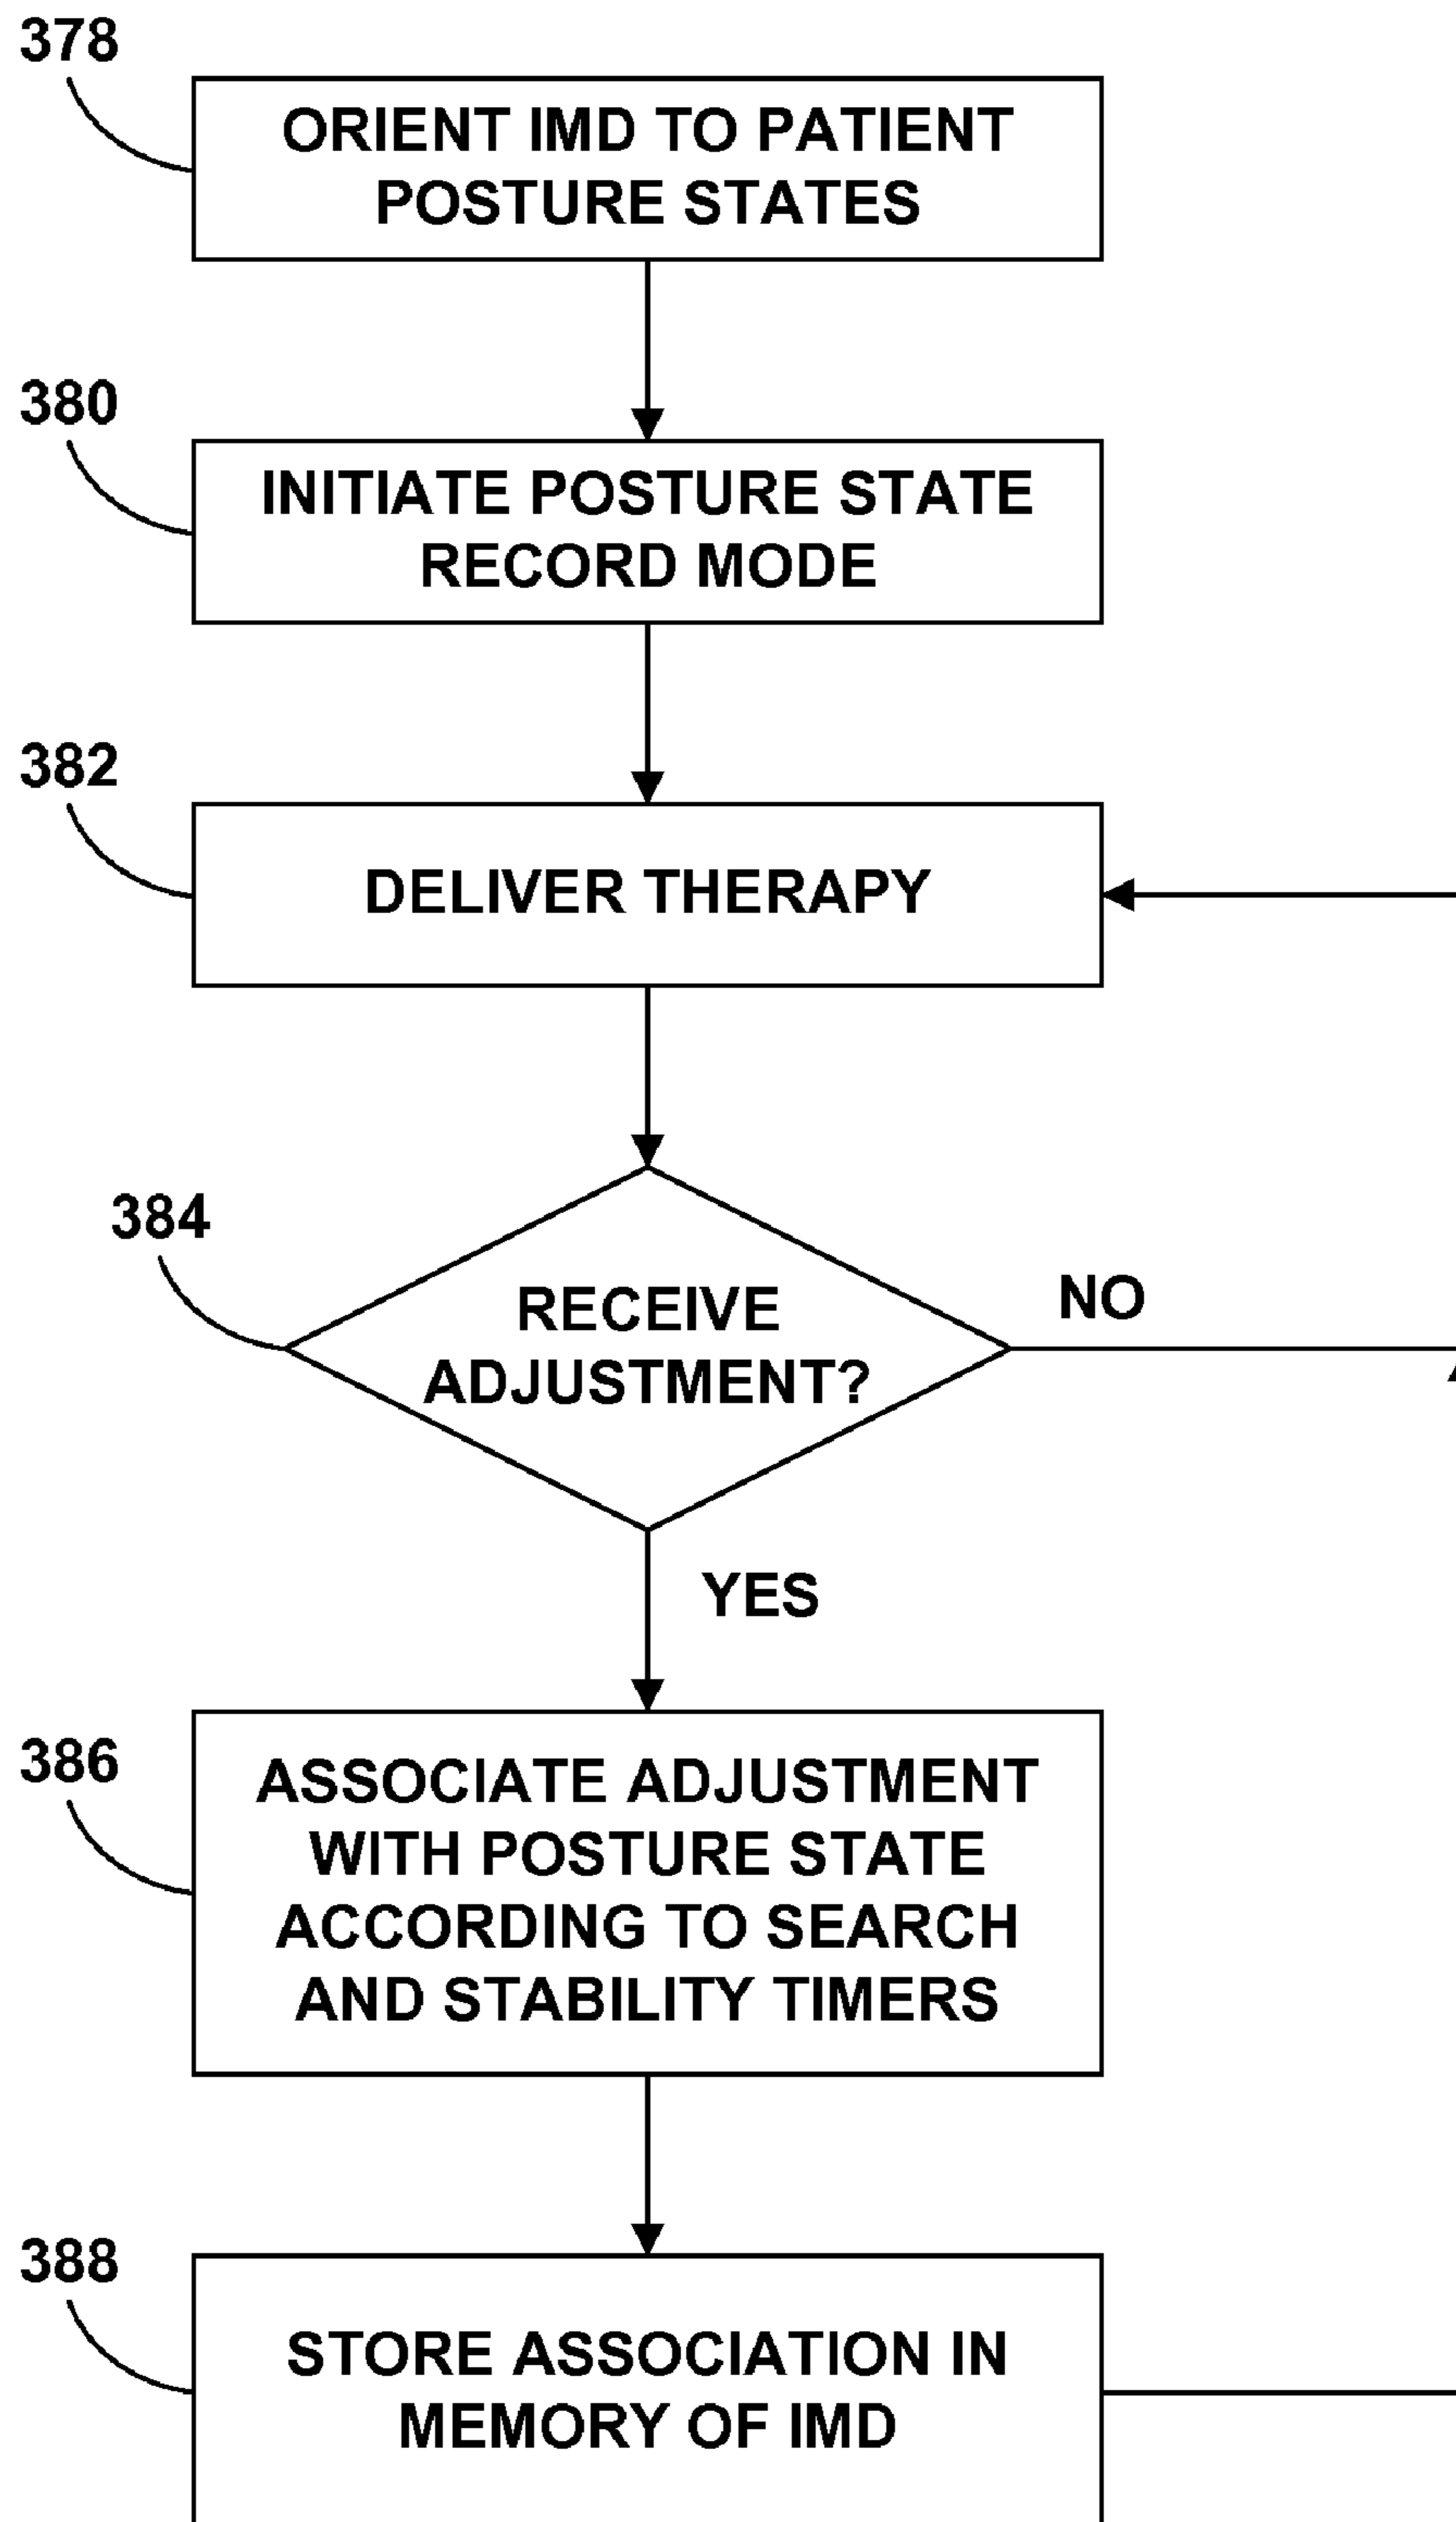 378
ORIENT IMD TO PATIENT
POSTURE STATES
380
INITIATE POSTURE STATE
RECORD MODE
382
DELIVER THERAPY
384
RECEIVE
ADJUSTMENT?
NO
YES
386
ASSOCIATE ADJUSTMENT
WITH POSTURE STATE
ACCORDING TO SEARCH
AND STABILITY TIMERS
388
STORE ASSOCIATION IN
MEMORY OF IMD